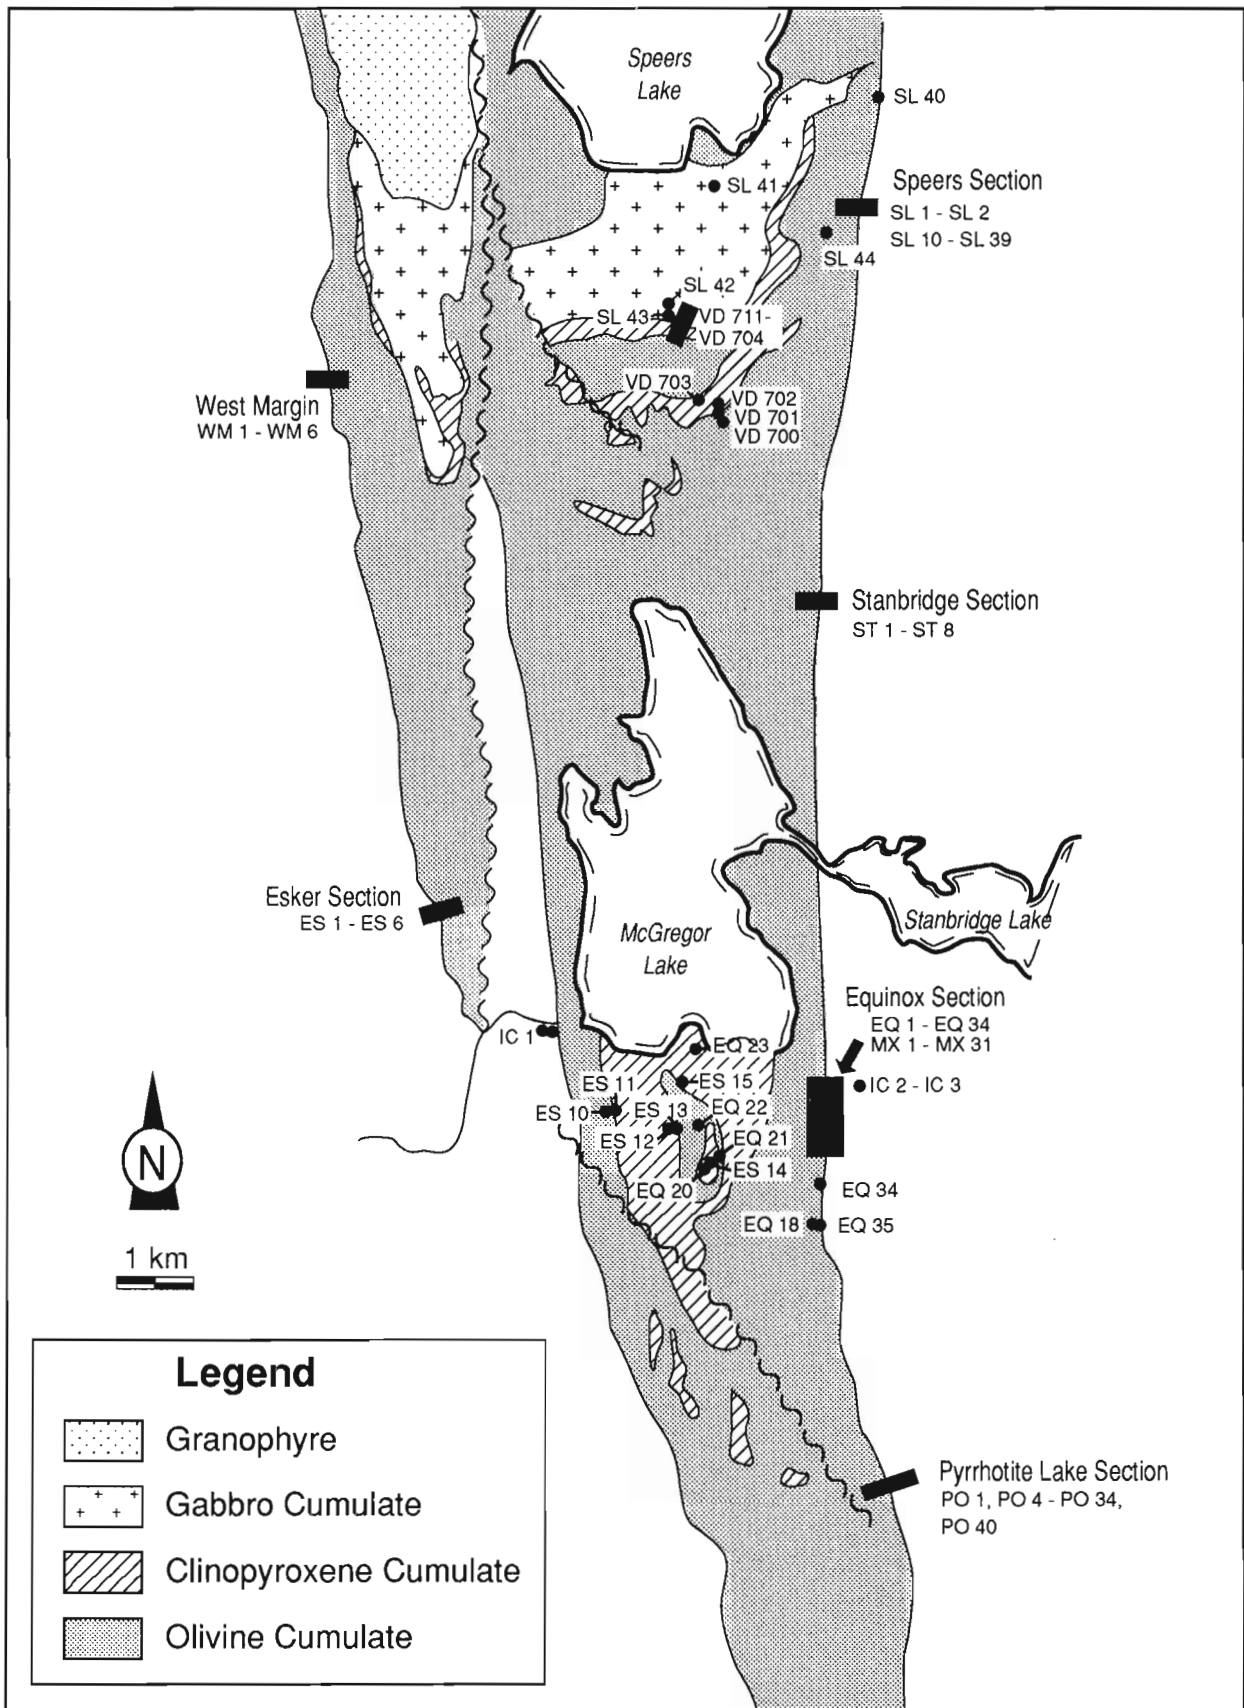 Speers
Lake
SL 40
SL 41
Speers Section
SL 1 - SL 2
SL 10 - SL 39
SL 44
SL 42
SL 43
VD 711-
VD 704
VD 703
VD 702
VD 701
VD 700
West Margin
WM 1 - WM 6
Stanbridge Section
ST 1 - ST 8
Esker Section
ES 1 - ES 6
McGregor
Lake
Stanbridge Lake
Equinox Section
EQ 1 - EQ 34
MX 1 - MX 31
IC 1
EQ 23
IC 2 - IC 3
ES 11
ES 15
ES 10
ES 13
EQ 22
ES 12
EQ 21
ES 14
EQ 20
EQ 34
EQ 18
EQ 35
N
1 km
Pyrrhotite Lake Section
PO 1, PO 4 - PO 34,
PO 40
Legend
Granophyre
Gabbro Cumulate
Clinopyroxene Cumulate
Olivine Cumulate